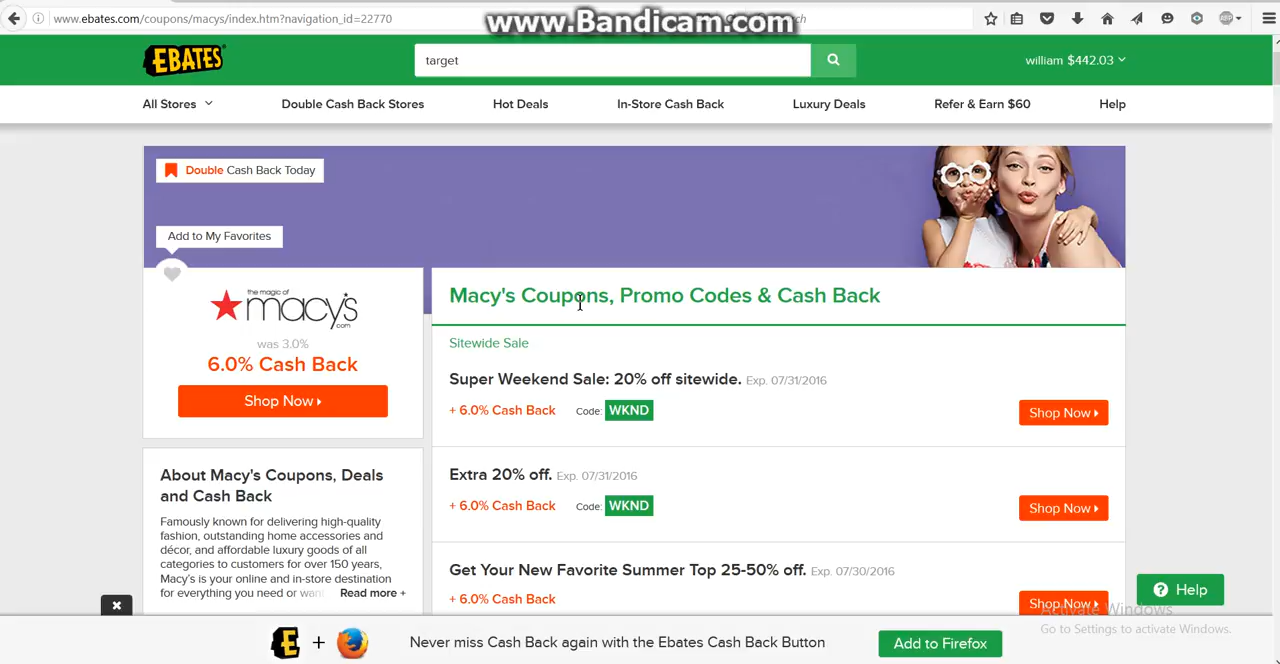 www.ebates.com/coupons/macys/index.htm?navigation_id=22770
www.Bandicam.com
EBATES
target
william $442.03
All Stores
Double Cash Back Stores
Hot Deals
In-Store Cash Back
Luxury Deals
Refer & Earn $60
Help
Double Cash Back Today
Add to My Favorites
the magic of
macy's
.com
was 3.0%
6.0% Cash Back
Shop Now
About Macy's Coupons, Deals
and Cash Back
Famously known for delivering high-quality
fashion, outstanding home accessories and
décor, and affordable luxury goods of all
categories to customers for over 150 years,
Macy's is your online and in-store destination
for everything you need or want Read more +
Macy's Coupons, Promo Codes & Cash Back
Sitewide Sale
Super Weekend Sale: 20% off sitewide. Exp. 07/31/2016
+ 6.0% Cash Back Code: WKND
Shop Now
Extra 20% off. Exp. 07/31/2016
+ 6.0% Cash Back Code: WKND
Shop Now
Get Your New Favorite Summer Top 25-50% off. Exp. 07/30/2016
+ 6.0% Cash Back
Shop Now
Help
Activate Windows
Go to Settings to activate Windows.
E + Never miss Cash Back again with the Ebates Cash Back Button
Add to Firefox